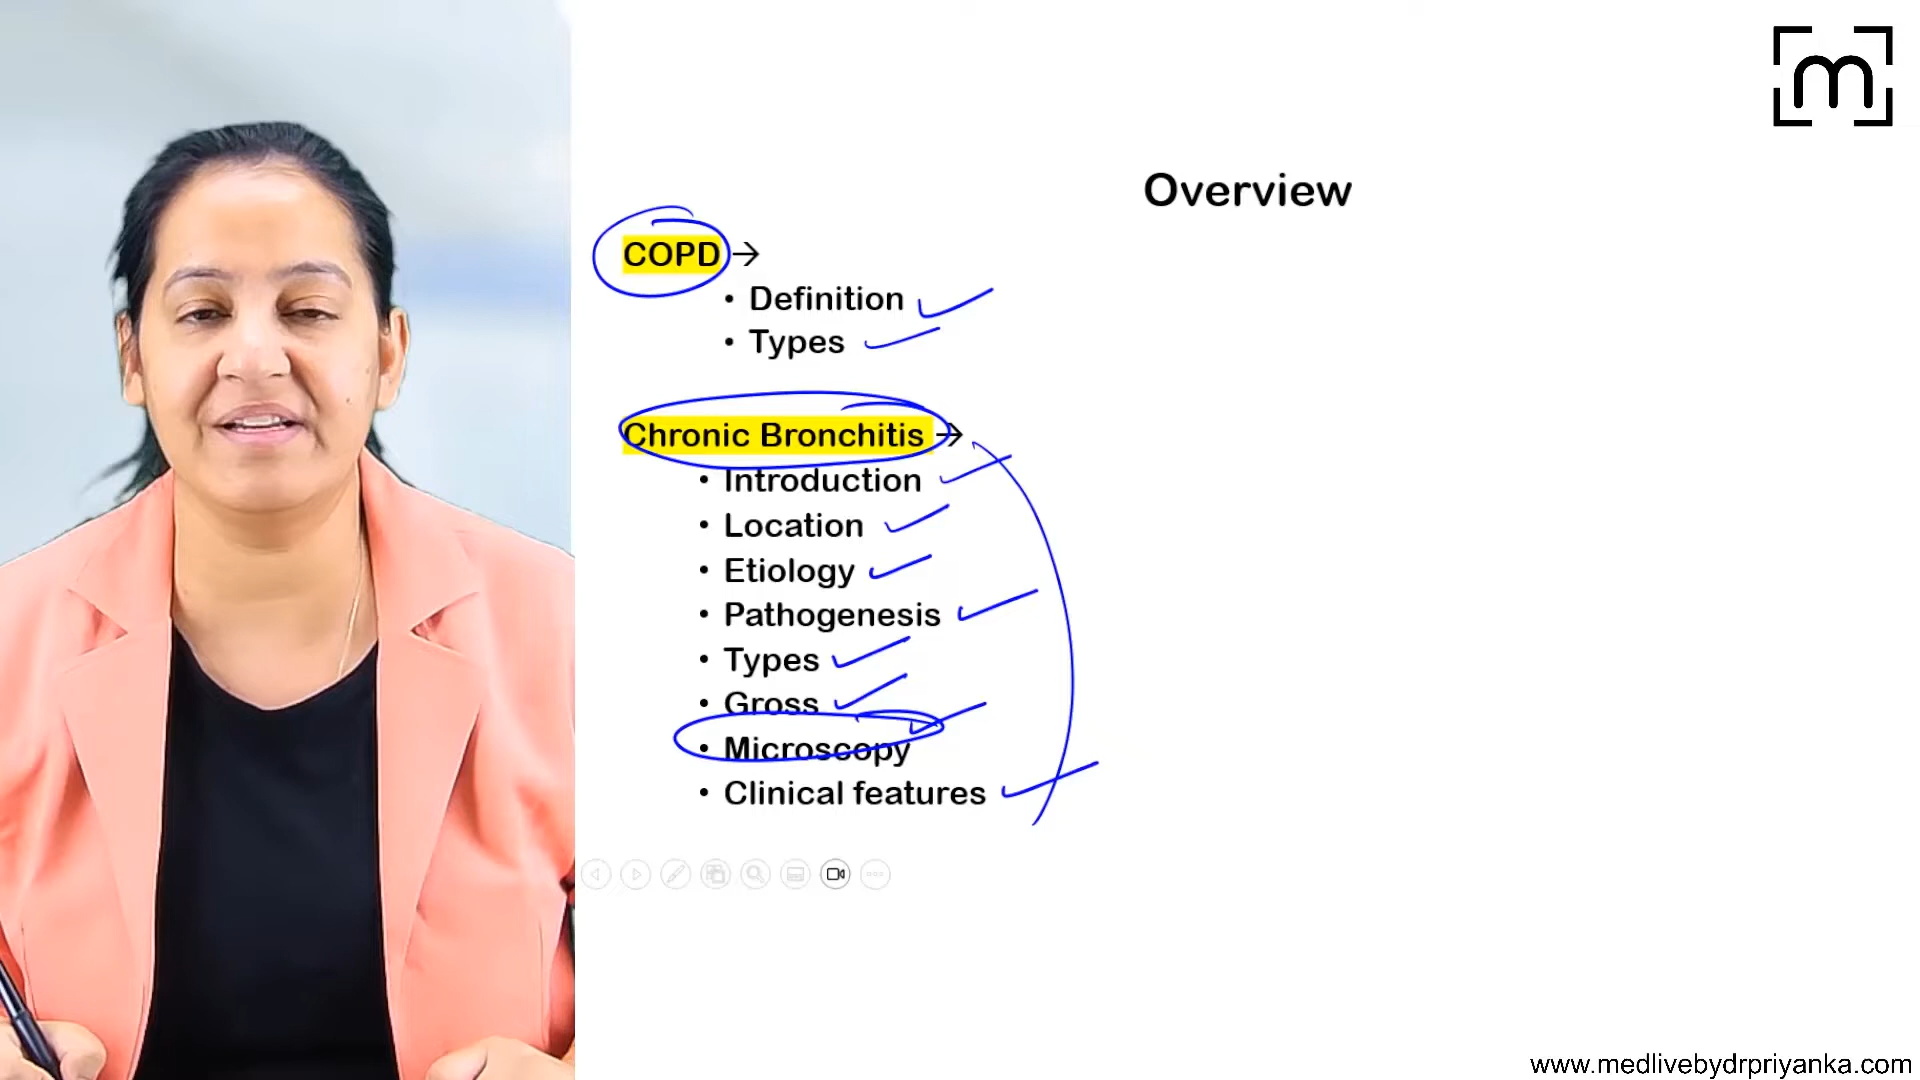 m
Overview
COPD →
• Definition
• Types
Chronic Bronchitis →
• Introduction
• Location
• Etiology
• Pathogenesis
• Types
• Gross
• Microscopy
• Clinical features
www.medlivebydrpriyanka.com